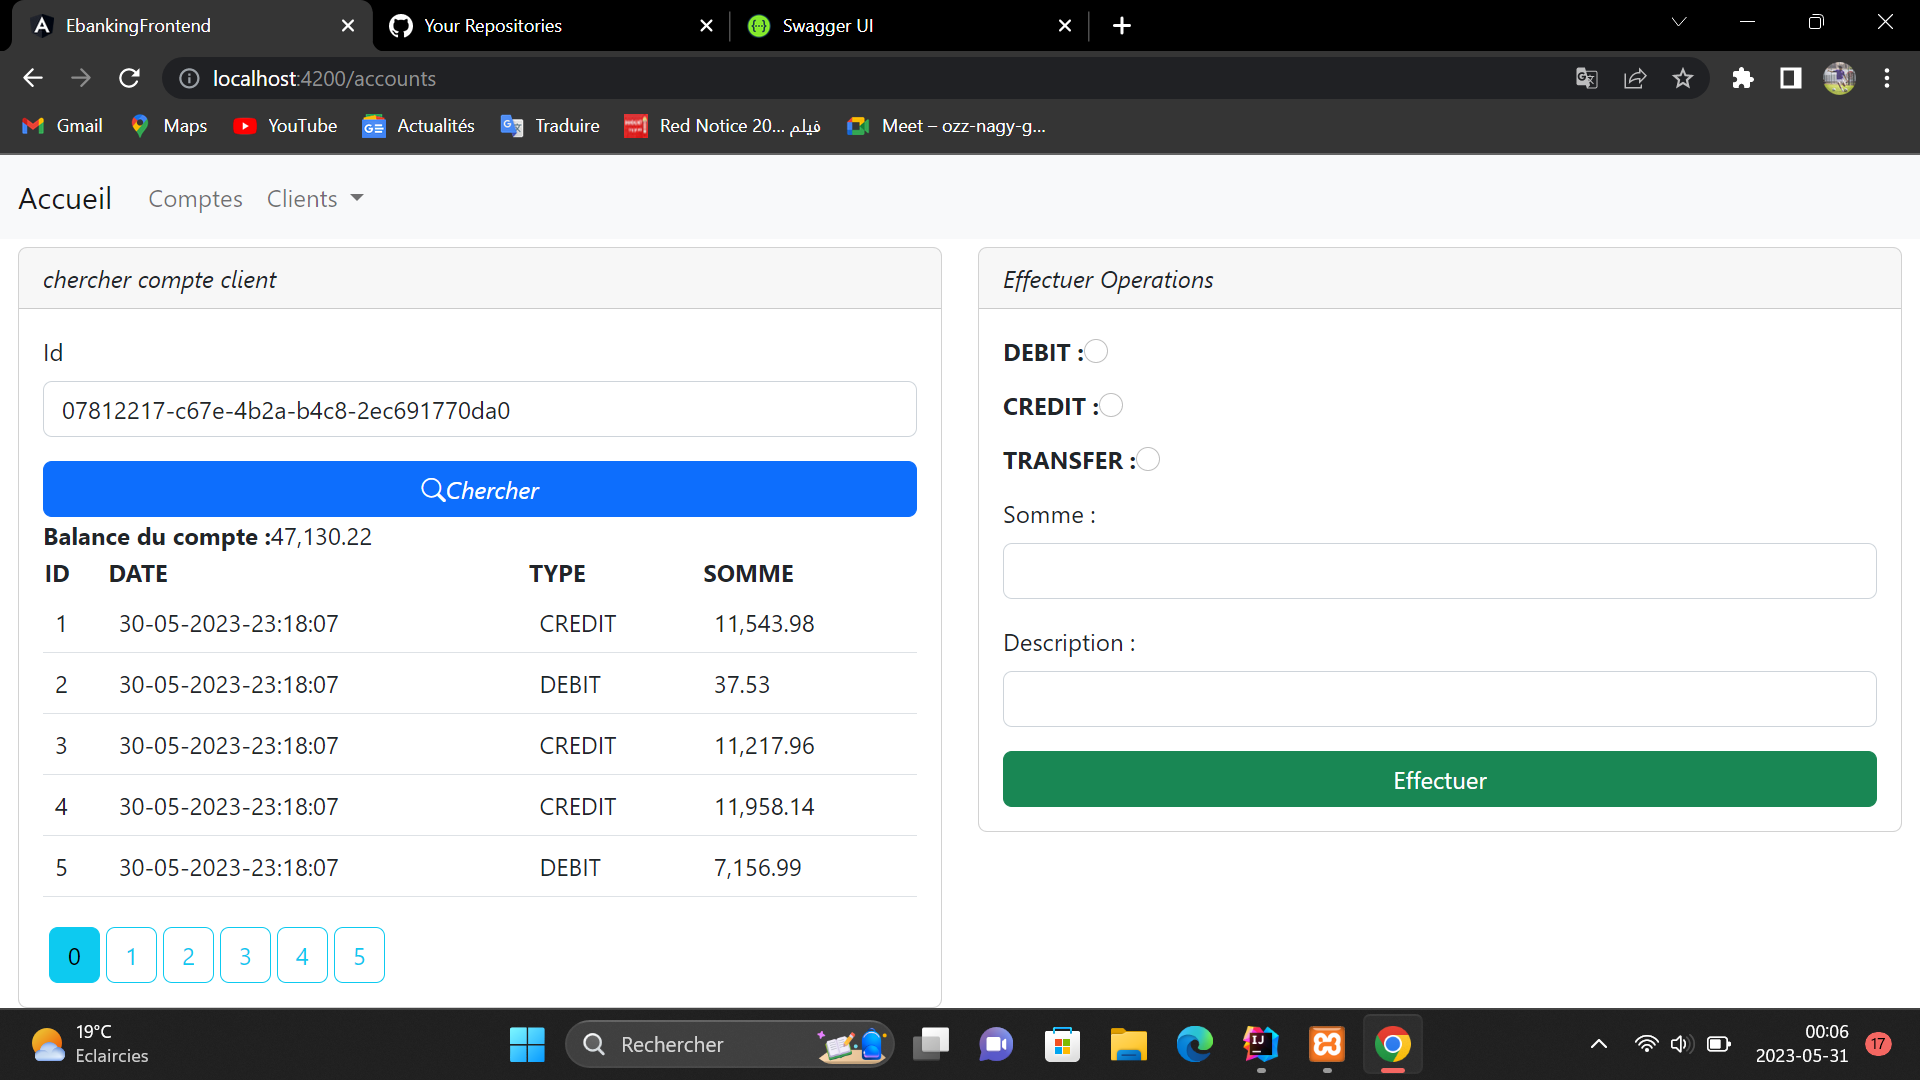 EbankingFrontend
Your Repositories
Swagger UI
localhost:4200/accounts
Gmail
Maps
YouTube
Actualités
Traduire
Red Notice 20... فيلم
Meet – ozz-nagy-g...
Accueil
Comptes
Clients
chercher compte client
Id
07812217-c67e-4b2a-b4c8-2ec691770da0
Chercher
Balance du compte :47,130.22
ID DATE TYPE SOMME
1 30-05-2023-23:18:07 CREDIT 11,543.98
2 30-05-2023-23:18:07 DEBIT 37.53
3 30-05-2023-23:18:07 CREDIT 11,217.96
4 30-05-2023-23:18:07 CREDIT 11,958.14
5 30-05-2023-23:18:07 DEBIT 7,156.99
0 1 2 3 4 5
Effectuer Operations
DEBIT :
CREDIT :
TRANSFER :
Somme :
Description :
Effectuer
19°C
Eclaircies
Rechercher
00:06
2023-05-31
17